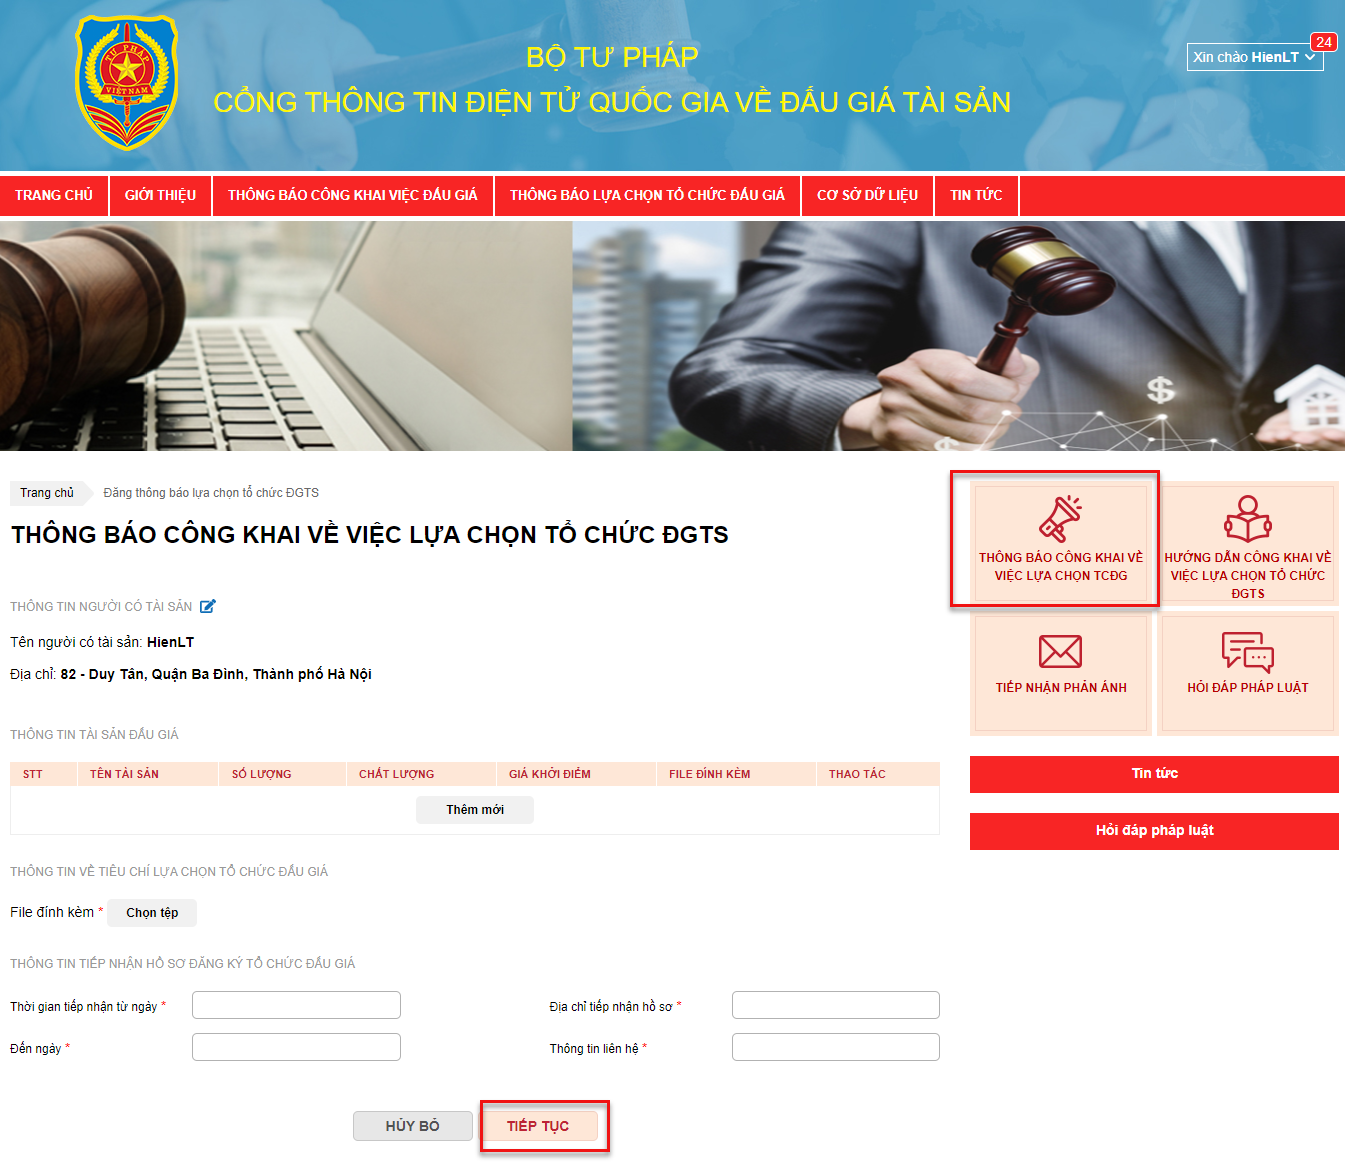 TƯ PHÁP
VIỆT NAM
BỘ TƯ PHÁP
CỔNG THÔNG TIN ĐIỆN TỬ QUỐC GIA VỀ ĐẤU GIÁ TÀI SẢN
24
Xin chào HienLT
TRANG CHỦ
GIỚI THIỆU
THÔNG BÁO CÔNG KHAI VIỆC ĐẤU GIÁ
THÔNG BÁO LỰA CHỌN TỔ CHỨC ĐẤU GIÁ
CƠ SỞ DỮ LIỆU
TIN TỨC
Trang chủ
Đăng thông báo lựa chọn tổ chức ĐGTS
THÔNG BÁO CÔNG KHAI VỀ VIỆC LỰA CHỌN TỔ CHỨC ĐGTS
THÔNG TIN NGƯỜI CÓ TÀI SẢN
Tên người có tài sản: HienLT
Địa chỉ: 82 - Duy Tân, Quận Ba Đình, Thành phố Hà Nội
THÔNG TIN TÀI SẢN ĐẤU GIÁ
STT
TÊN TÀI SẢN
SỐ LƯỢNG
CHẤT LƯỢNG
GIÁ KHỞI ĐIỂM
FILE ĐÍNH KÈM
THAO TÁC
Thêm mới
THÔNG TIN VỀ TIÊU CHÍ LỰA CHỌN TỔ CHỨC ĐẤU GIÁ
File đính kèm * Chọn tệp
THÔNG TIN TIẾP NHẬN HỒ SƠ ĐĂNG KÝ TỔ CHỨC ĐẤU GIÁ
Thời gian tiếp nhận từ ngày *
Địa chỉ tiếp nhận hồ sơ *
Đến ngày *
Thông tin liên hệ *
HỦY BỎ
TIẾP TỤC
THÔNG BÁO CÔNG KHAI VỀ
VIỆC LỰA CHỌN TCĐG
HƯỚNG DẪN CÔNG KHAI VỀ
VIỆC LỰA CHỌN TỔ CHỨC
ĐGTS
TIẾP NHẬN PHẢN ÁNH
HỎI ĐÁP PHÁP LUẬT
Tin tức
Hỏi đáp pháp luật